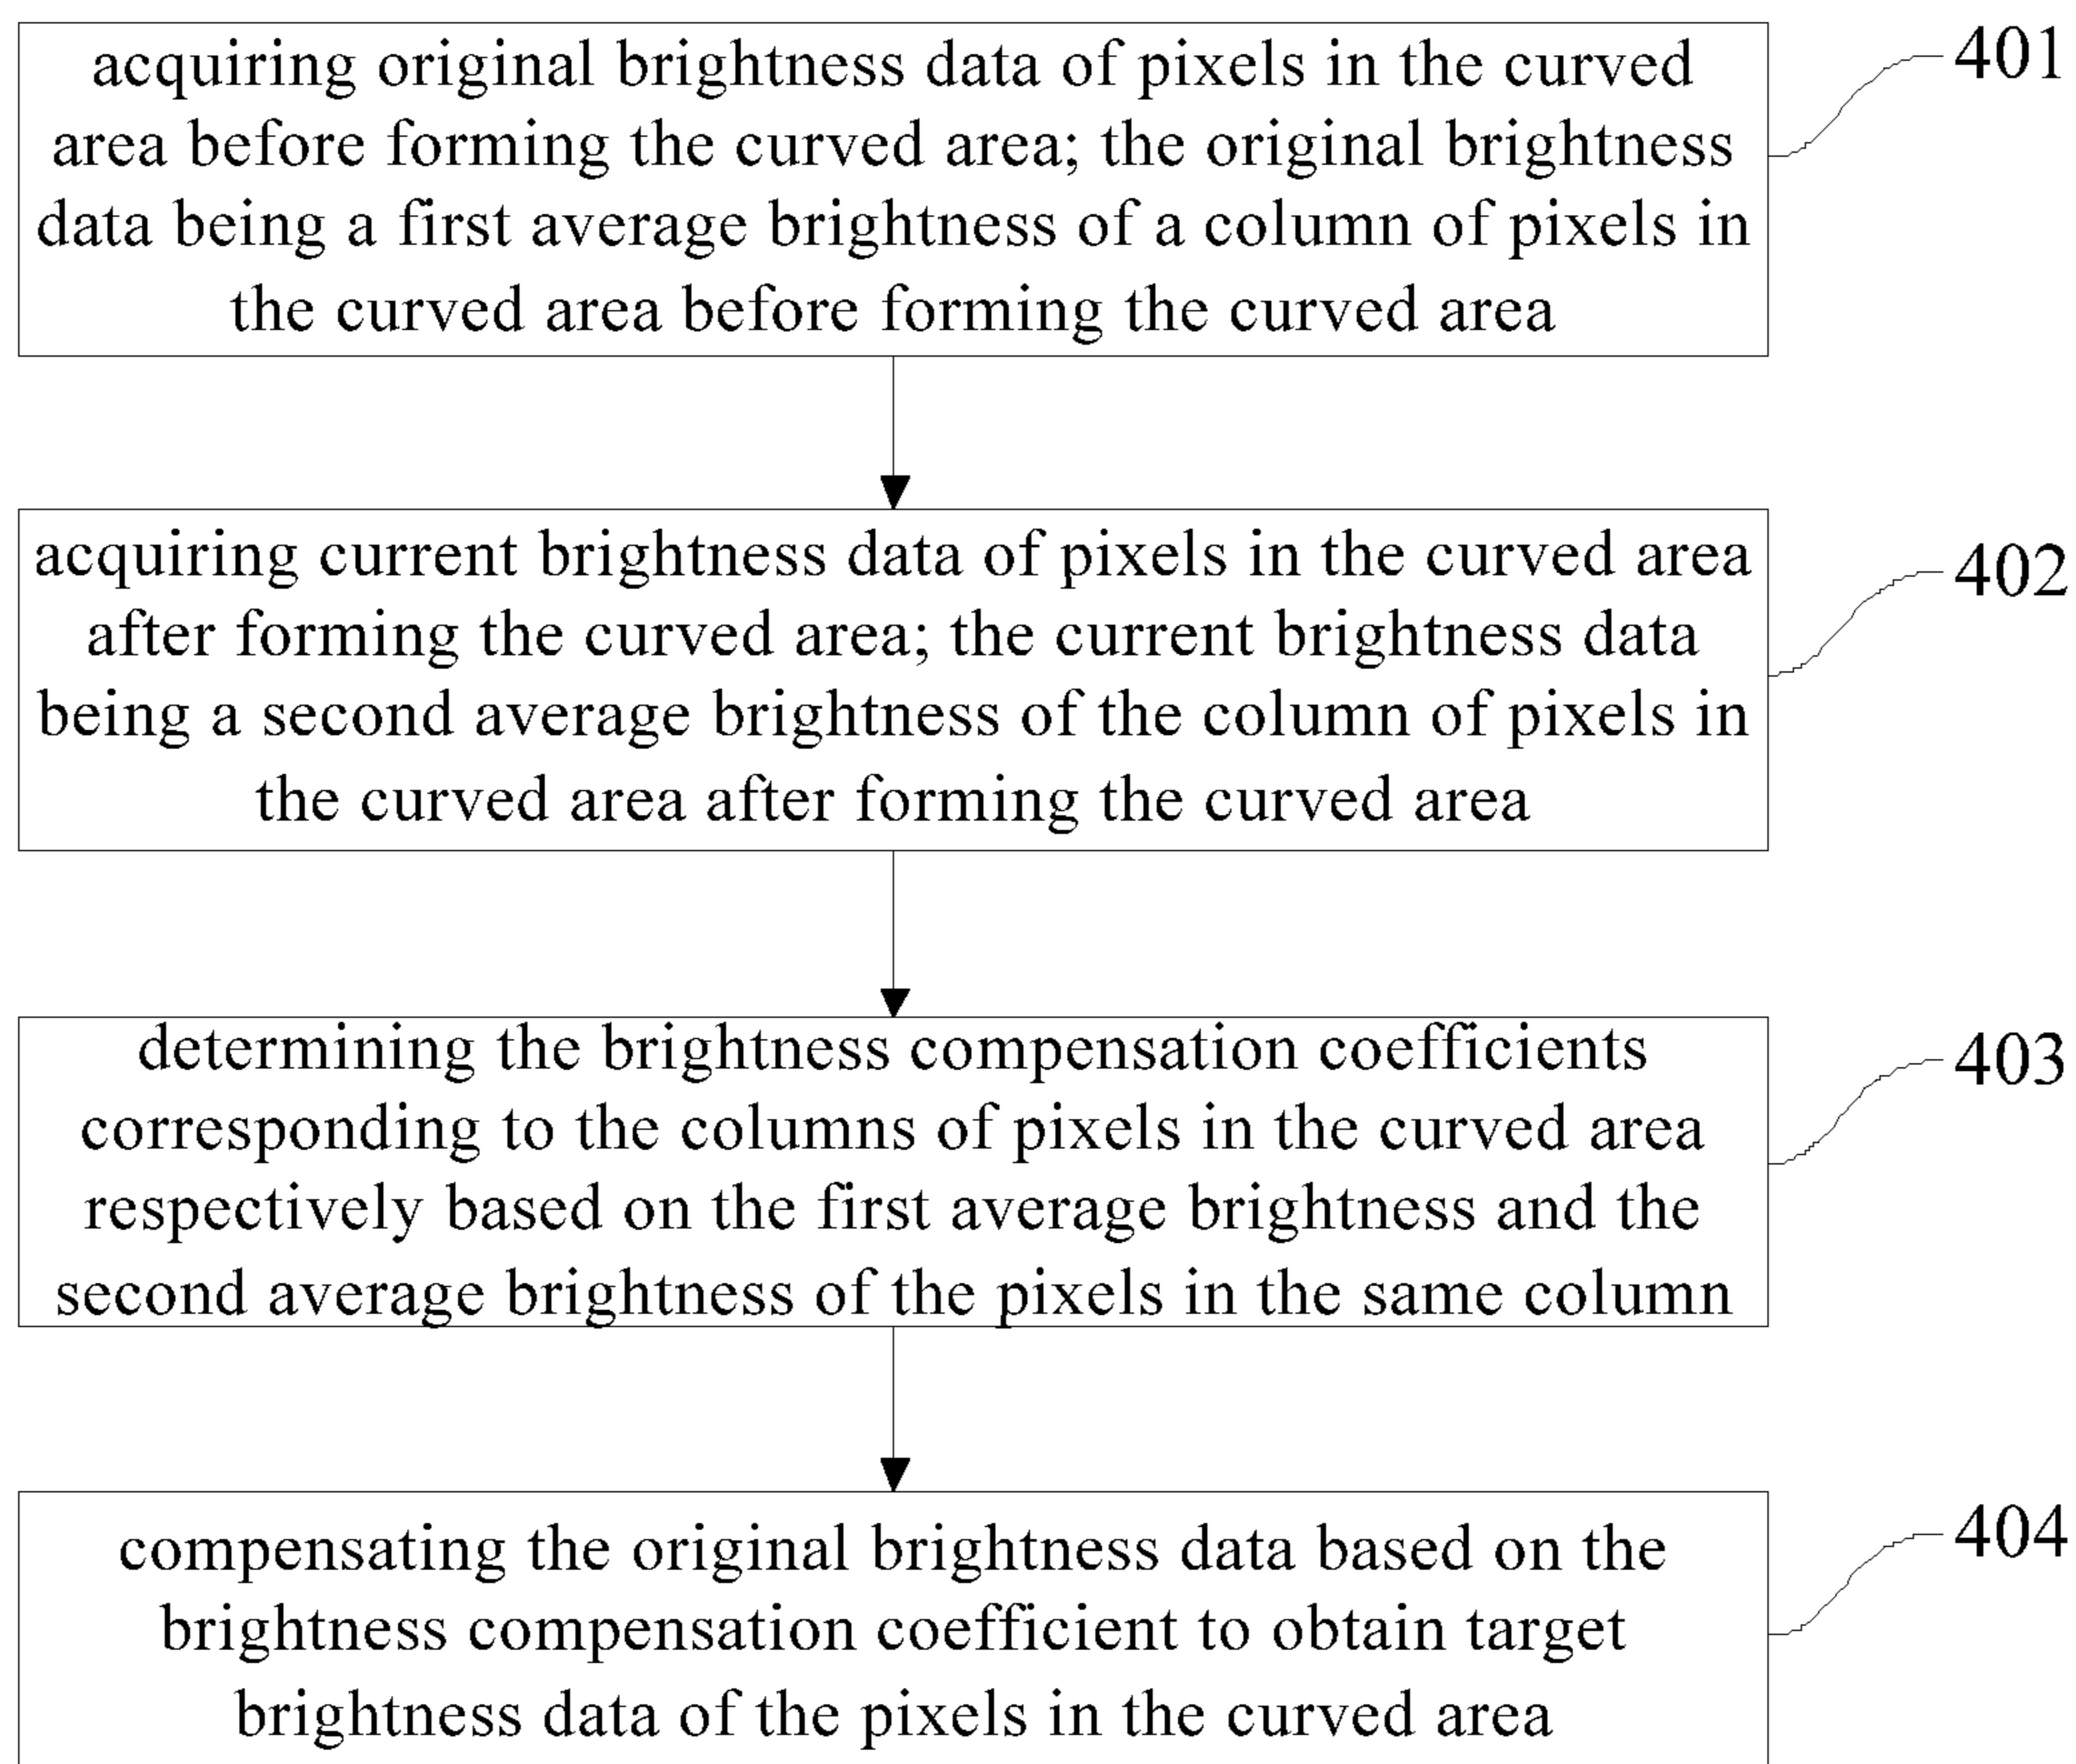 acquiring original brightness data of pixels in the curved
area before forming the curved area; the original brightness
data being a first average brightness of a column of pixels in
the curved area before forming the curved area
401
acquiring current brightness data of pixels in the curved area
after forming the curved area; the current brightness data
being a second average brightness of the column of pixels in
the curved area after forming the curved area
402
determining the brightness compensation coefficients
corresponding to the columns of pixels in the curved area
respectively based on the first average brightness and the
second average brightness of the pixels in the same column
403
compensating the original brightness data based on the
brightness compensation coefficient to obtain target
brightness data of the pixels in the curved area
404